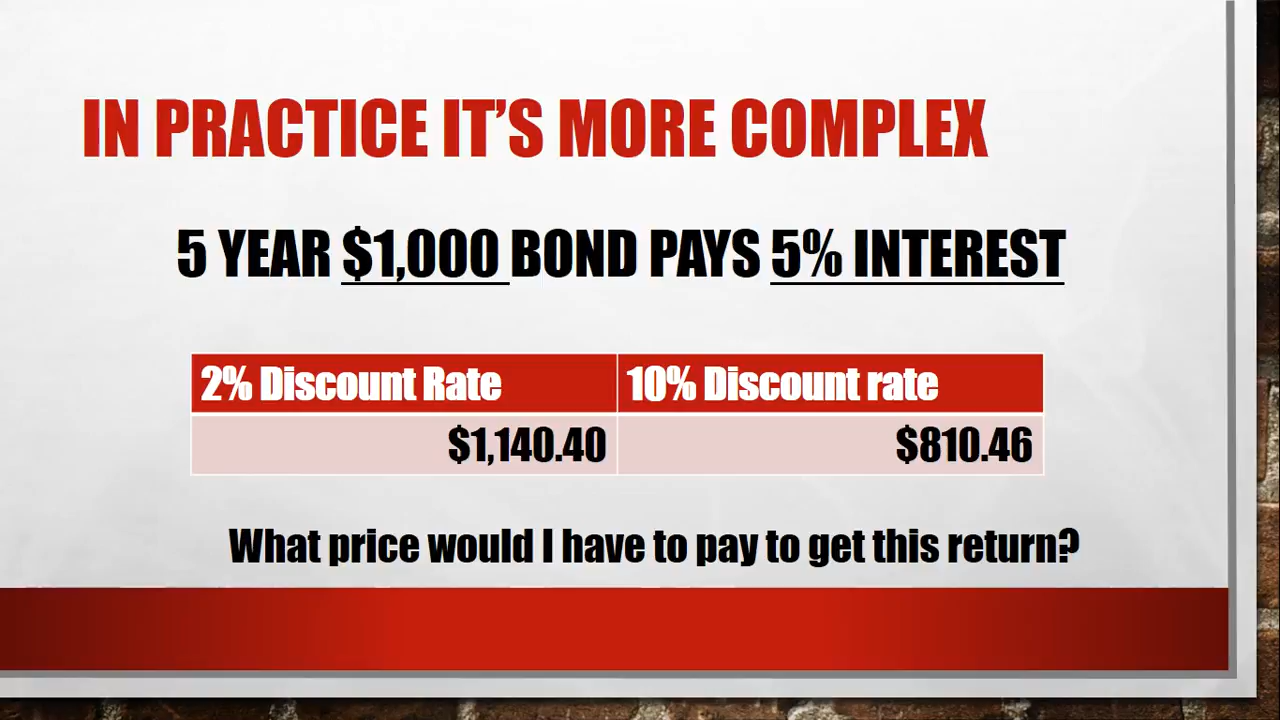 IN PRACTICE IT’S MORE COMPLEX
5 YEAR $1,000 BOND PAYS 5% INTEREST
2% Discount Rate
10% Discount rate
$1,140.40
$810.46
What price would I have to pay to get this return?